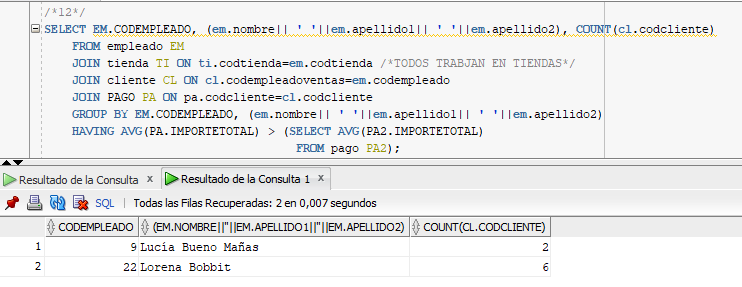 /*12*/
SELECT EM.CODEMPLEADO, (em.nombre|| ' '||em.apellido1|| ' '||em.apellido2), COUNT(cl.codcliente)
FROM empleado EM
JOIN tienda TI ON ti.codtienda=em.codtienda /*TODOS TRABJAN EN TIENDAS*/
JOIN cliente CL ON cl.codempleadoventas=em.codempleado
JOIN PAGO PA ON pa.codcliente=cl.codcliente
GROUP BY EM.CODEMPLEADO, (em.nombre|| ' '||em.apellido1|| ' '||em.apellido2)
HAVING AVG(PA.IMPORTETOTAL) > (SELECT AVG(PA2.IMPORTETOTAL)
FROM pago PA2);
Resultado de la Consulta x Resultado de la Consulta 1 x
SQL | Todas las Filas Recuperadas: 2 en 0,007 segundos
CODEMPLEADO (EM.NOMBRE||''||EM.APELLIDO1||''||EM.APELLIDO2) COUNT(CL.CODCLIENTE)
1 9 Lucía Bueno Mañas 2
2 22 Lorena Bobbit 6